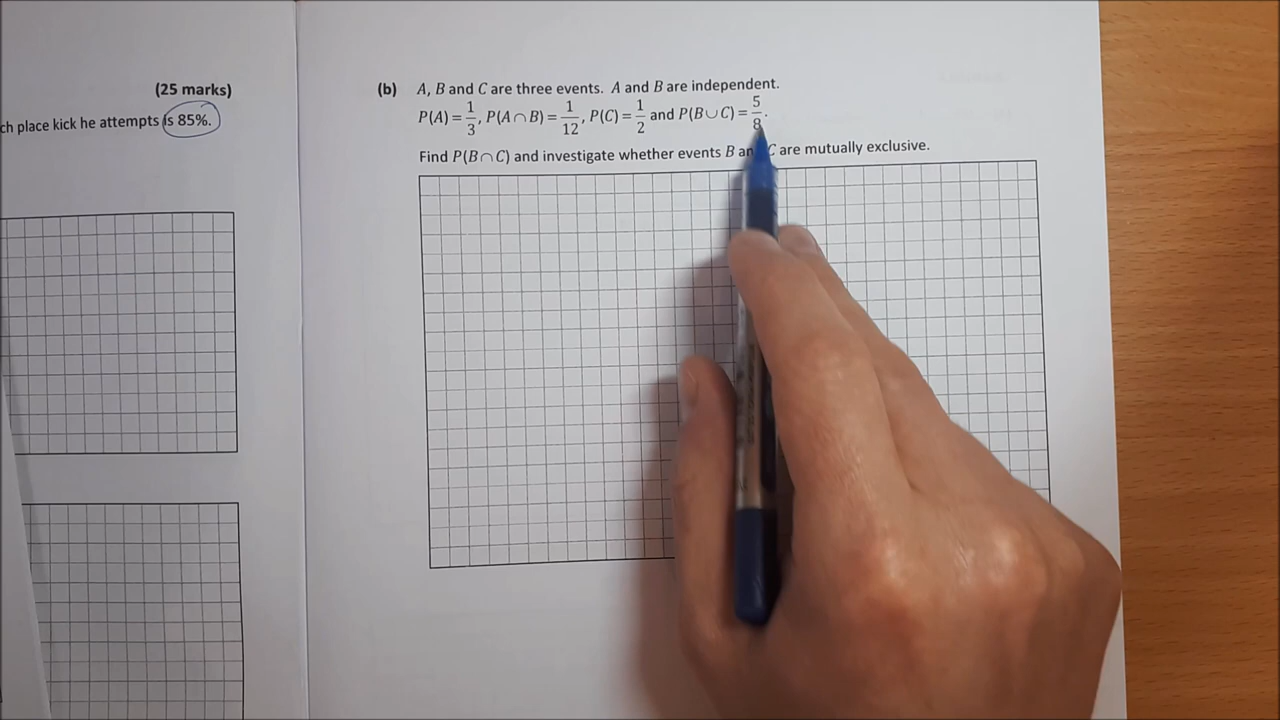 (25 marks)
ch place kick he attempts is 85%.
(b) A, B and C are three events. A and B are independent.
P(A) = 1/3, P(A ∩ B) = 1/12, P(C) = 1/2 and P(B ∪ C) = 5/8.
Find P(B ∩ C) and investigate whether events B an C are mutually exclusive.